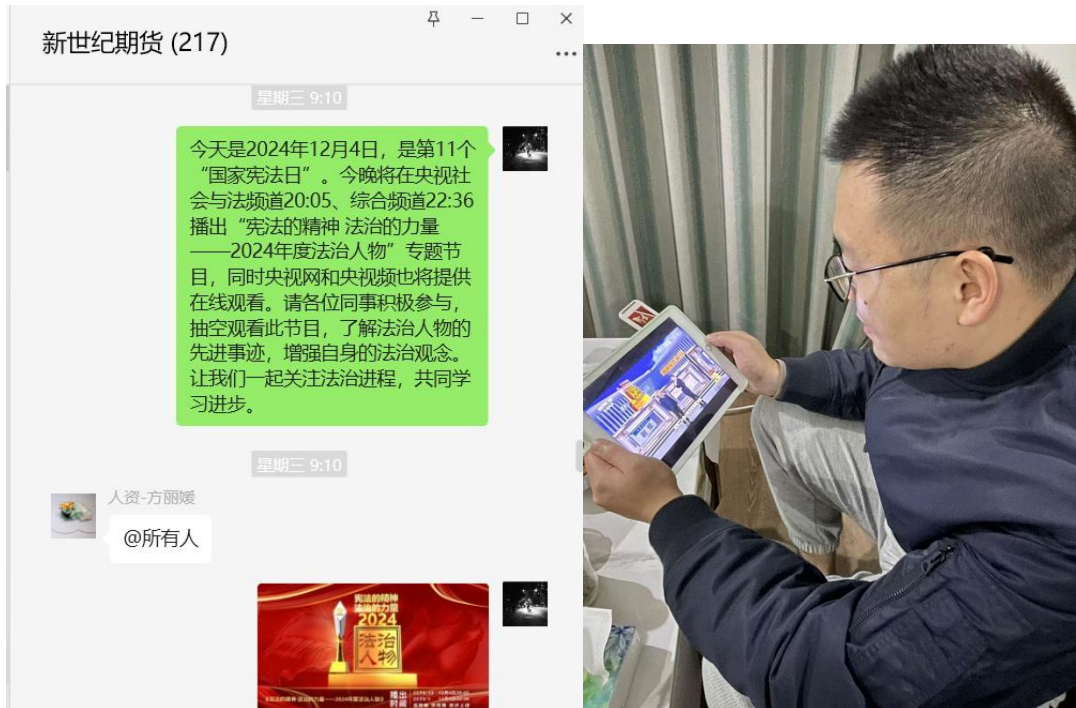 新世纪期货 (217)
星期三 9:10
今天是2024年12月4日，是第11个
“国家宪法日”。今晚将在央视社
会与法频道20:05、综合频道22:36
播出“宪法的精神 法治的力量
——2024年度法治人物”专题节
目，同时央视网和央视频也将提供
在线观看。请各位同事积极参与，
抽空观看此节目，了解法治人物的
先进事迹，增强自身的法治观念。
让我们一起关注法治进程，共同学
习进步。
星期三 9:10
人资-方丽媛
@所有人
宪法的精神
法治的力量
2024
法治
人物
播出
时间